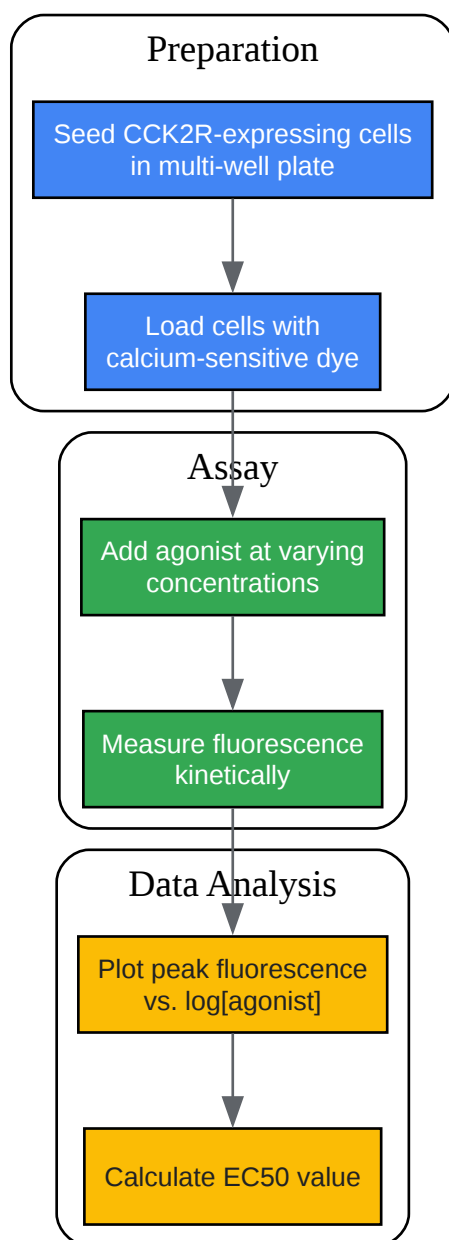 Preparation
Seed CCK2R-expressing cells
in multi-well plate
Load cells with
calcium-sensitive dye
Assay
Add agonist at varying
concentrations
Measure fluorescence
kinetically
Data Analysis
Plot peak fluorescence
vs. log[agonist]
Calculate EC50 value